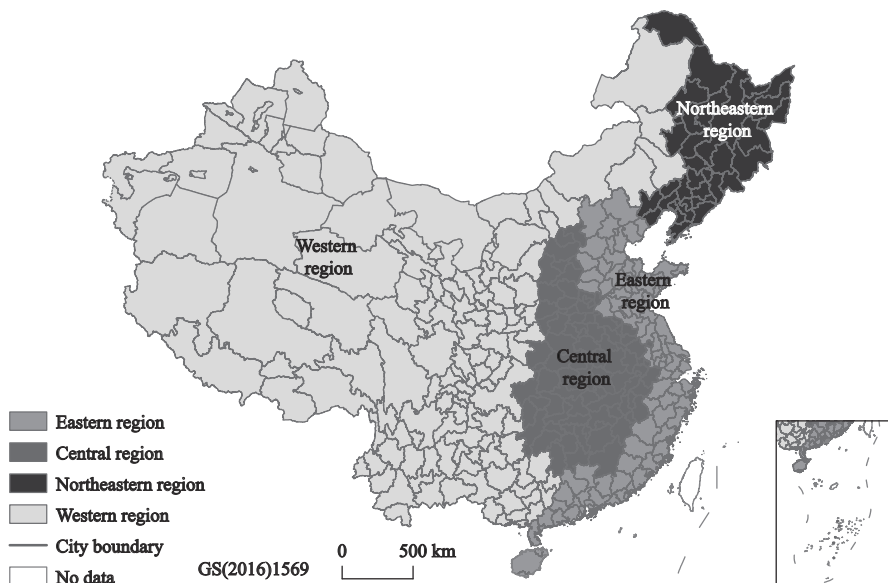 Northeastern
region
Western
region
Eastern
region
Central
region
Eastern region
Central region
Northeastern region
Western region
City boundary
No data
GS(2016)1569
0 500 km